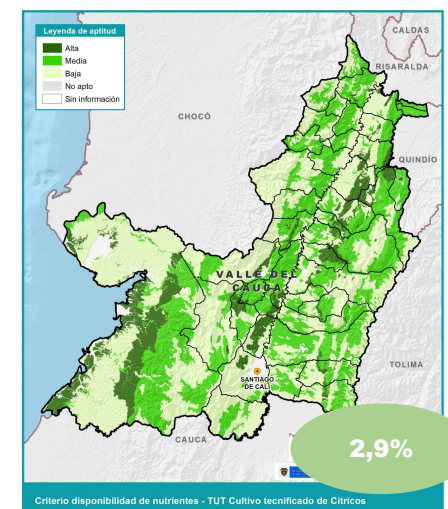 Leyenda de aptitud
Alta
Media
Baja
No apto
Sin información
CALDAS
RISARALDA
CHOCÓ
QUINDÍO
VALLE DEL
CAUCA
TOLIMA
SANTIAGO
DE CALI
CAUCA
2,9%
Criterio disponibilidad de nutrientes - TUT Cultivo tecnificado de Cítricos